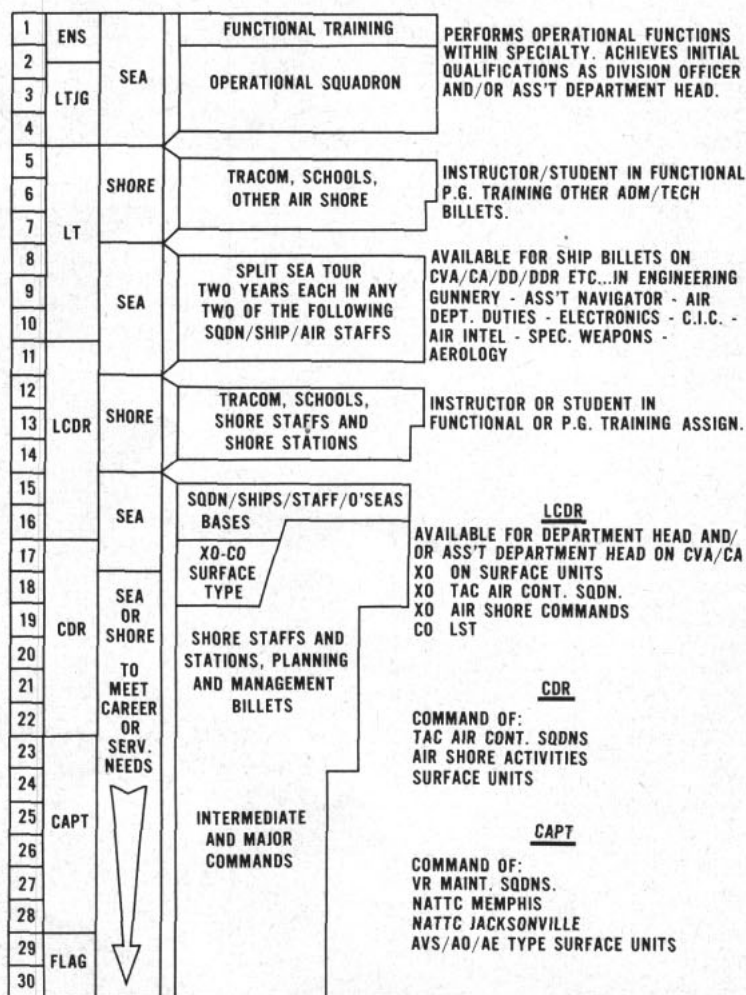 1
2
3
4
5
6
7
8
9
10
11
12
13
14
15
16
17
18
19
20
21
22
23
24
25
26
27
28
29
30
ENS
LTJG
LT
LCDR
CDR
CAPT
FLAG
SEA
SHORE
SEA
SHORE
SEA
SEA
OR
SHORE
TO
MEET
CAREER
OR
SERV.
NEEDS
FUNCTIONAL TRAINING
OPERATIONAL SQUADRON
PERFORMS OPERATIONAL FUNCTIONS
WITHIN SPECIALTY. ACHIEVES INITIAL
QUALIFICATIONS AS DIVISION OFFICER
AND/OR ASS'T DEPARTMENT HEAD.
TRACOM, SCHOOLS,
OTHER AIR SHORE
INSTRUCTOR/STUDENT IN FUNCTIONAL
P.G. TRAINING OTHER ADM/TECH
BILLETS.
SPLIT SEA TOUR
TWO YEARS EACH IN ANY
TWO OF THE FOLLOWING
SQDN/SHIP/AIR STAFFS
AVAILABLE FOR SHIP BILLETS ON
CVA/CA/DD/DDR ETC...IN ENGINEERING
GUNNERY - ASS'T NAVIGATOR - AIR
DEPT. DUTIES - ELECTRONICS - C.I.C. -
AIR INTEL - SPEC. WEAPONS -
AEROLOGY
TRACOM, SCHOOLS,
SHORE STAFFS AND
SHORE STATIONS
INSTRUCTOR OR STUDENT IN
FUNCTIONAL OR P.G. TRAINING ASSIGN.
SQDN/SHIPS/STAFF/O'SEAS
BASES
XO-CO
SURFACE
TYPE
SHORE STAFFS AND
STATIONS, PLANNING
AND MANAGEMENT
BILLETS
INTERMEDIATE
AND MAJOR
COMMANDS
LCDR
AVAILABLE FOR DEPARTMENT HEAD AND/
OR ASS'T DEPARTMENT HEAD ON CVA/CA
XO ON SURFACE UNITS
XO TAC AIR CONT. SQDN.
XO AIR SHORE COMMANDS
CO LST
CDR
COMMAND OF:
TAC AIR CONT. SQDNS
AIR SHORE ACTIVITIES
SURFACE UNITS
CAPT
COMMAND OF:
VR MAINT. SQDNS.
NATTC MEMPHIS
NATTC JACKSONVILLE
AVS/AO/AE TYPE SURFACE UNITS